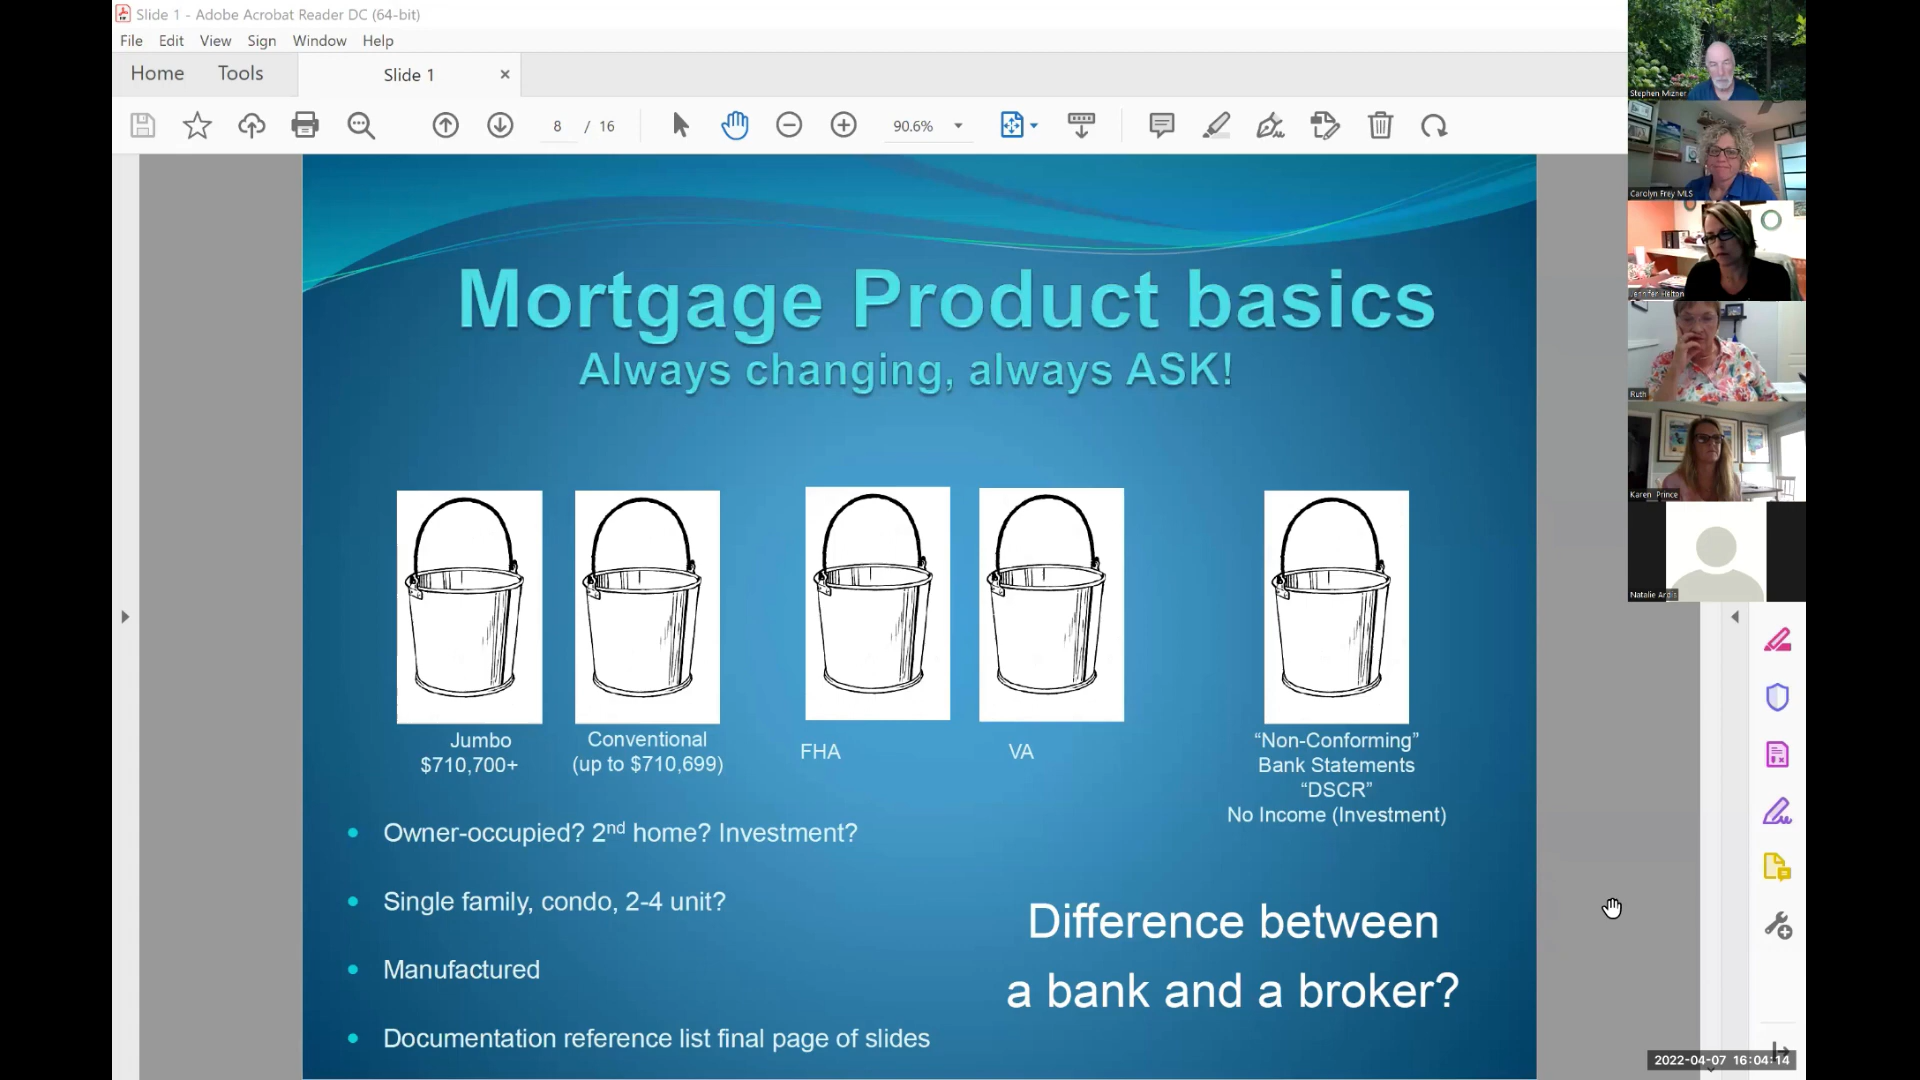 Slide 1 - Adobe Acrobat Reader DC (64-bit)
File Edit View Sign Window Help
Home Tools Slide 1 ×
8 / 16 90.6%
Mortgage Product basics
Always changing, always ASK!
Jumbo
$710,700+
Conventional
(up to $710,699)
FHA
VA
“Non-Conforming”
Bank Statements
“DSCR”
No Income (Investment)
• Owner-occupied? 2nd home? Investment?
• Single family, condo, 2-4 unit?
• Manufactured
• Documentation reference list final page of slides
Difference between
a bank and a broker?
Stephen Mizner
Carolyn Frey MLS
Jennifer Helton
Ruth
Karen Prince
Natalie Ardis
2022-04-07 16:04:14